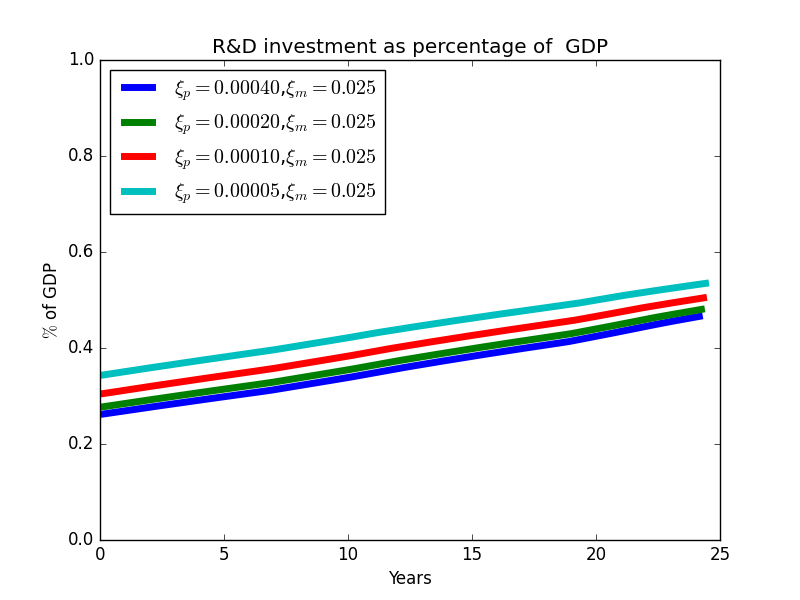 R&D investment as percentage of GDP
ξp = 0.00040,ξm = 0.025
ξp = 0.00020,ξm = 0.025
ξp = 0.00010,ξm = 0.025
ξp = 0.00005,ξm = 0.025
% of GDP
1.0
0.8
0.6
0.4
0.2
0.0
0 5 10 15 20 25
Years